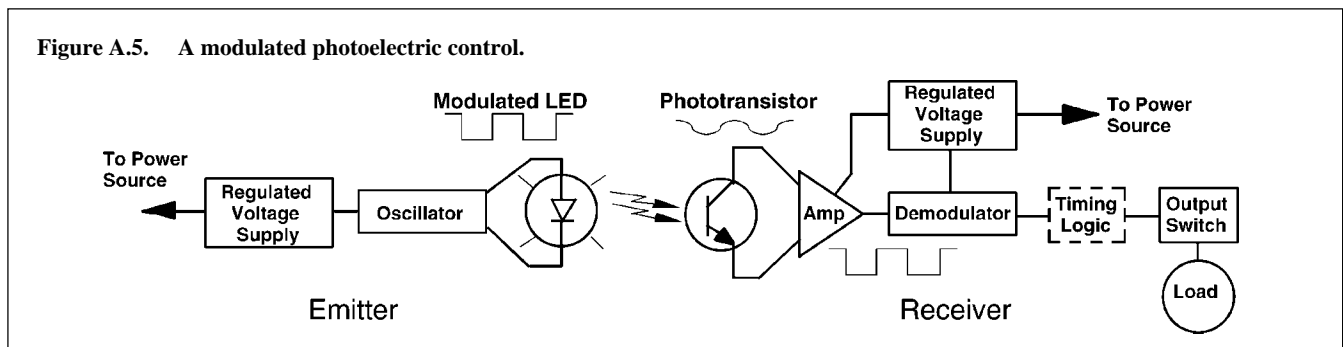 Figure A.5. A modulated photoelectric control.
Modulated LED
Phototransistor
Regulated
Voltage
Supply
To Power
Source
To Power
Source
Regulated
Voltage
Supply
Oscillator
Amp
Demodulator
Timing
Logic
Output
Switch
Load
Emitter
Receiver